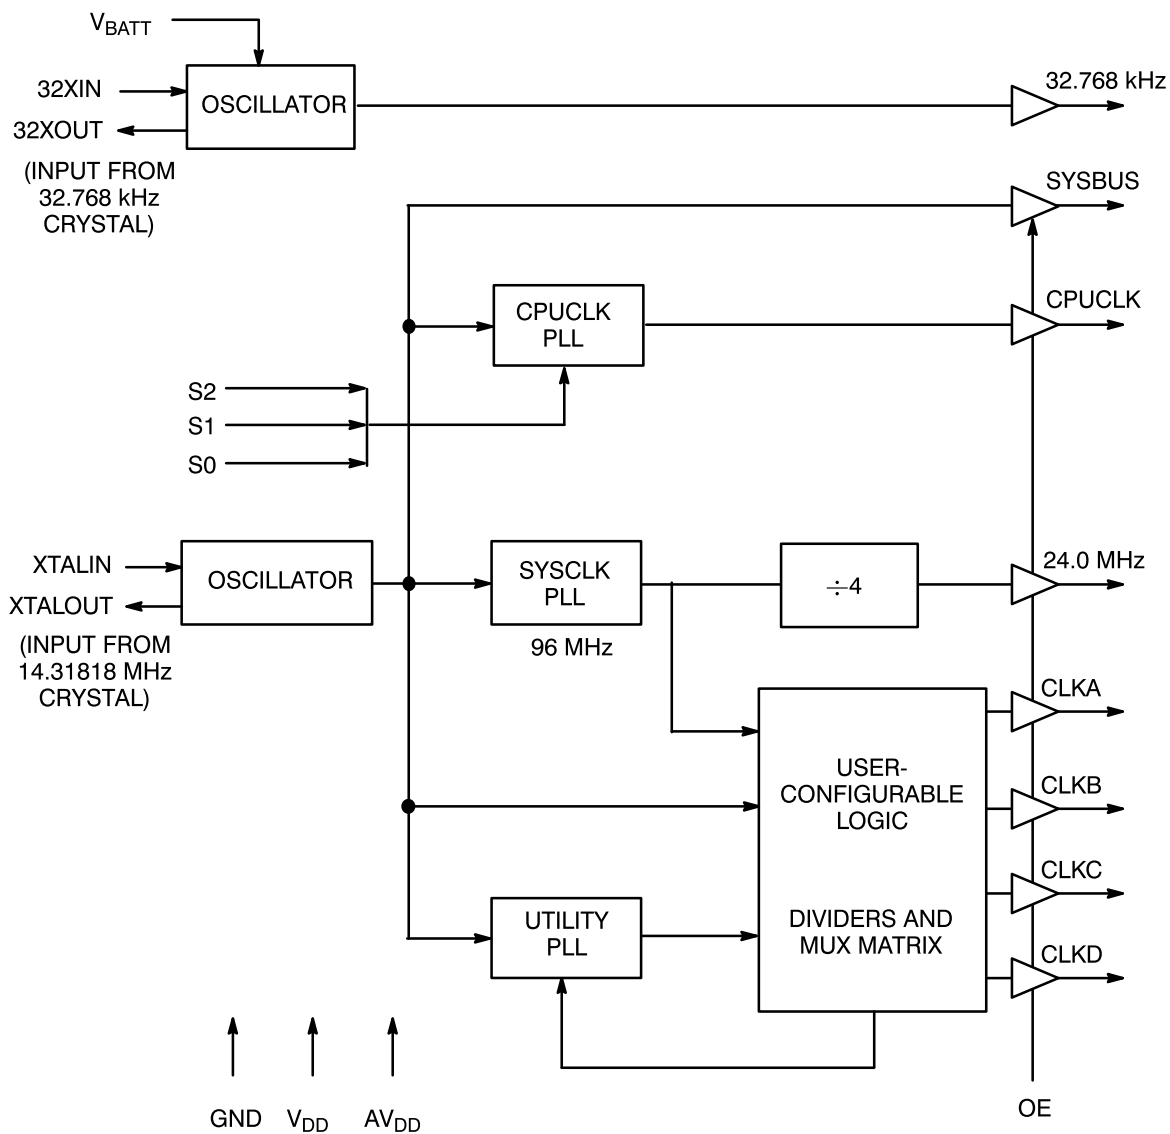 VBATT
32XIN
32XOUT
(INPUT FROM
32.768 kHz
CRYSTAL)
OSCILLATOR
32.768 kHz
SYSBUS
CPUCLK
PLL
CPUCLK
S2
S1
S0
XTALIN
XTALOUT
(INPUT FROM
14.31818 MHz
CRYSTAL)
OSCILLATOR
SYSCLK
PLL
96 MHz
÷4
24.0 MHz
USER-
CONFIGURABLE
LOGIC
DIVIDERS AND
MUX MATRIX
CLKA
CLKB
CLKC
CLKD
UTILITY
PLL
GND
VDD
AVDD
OE